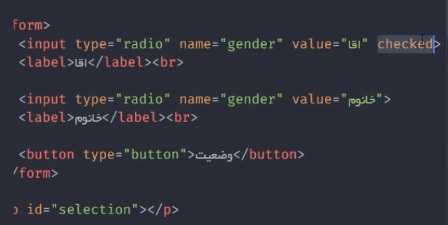 form>
<input type="radio" name="gender" value="اقا" checked>
<label>اقا</label><br>
<input type="radio" name="gender" value="خانوم">
<label>خانوم</label><br>
<button type="button">وضعیت</button>
/form>
id="selection"></p>